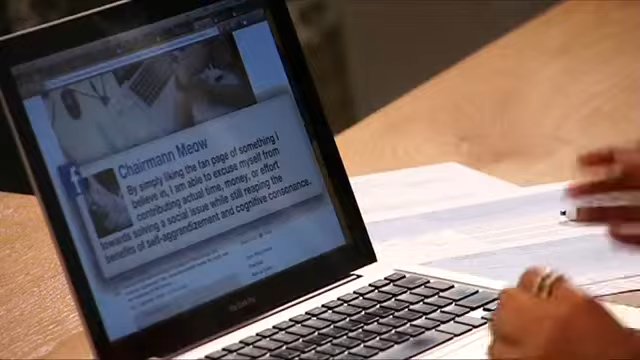 Chairmann Meow
By simply liking the fan page of something I
believe in, I am able to excuse myself from
contributing actual time, money, or effort
towards solving a social issue while still reaping the
benefits of self-aggrandizement and cognitive consonance.
MacBook Pro